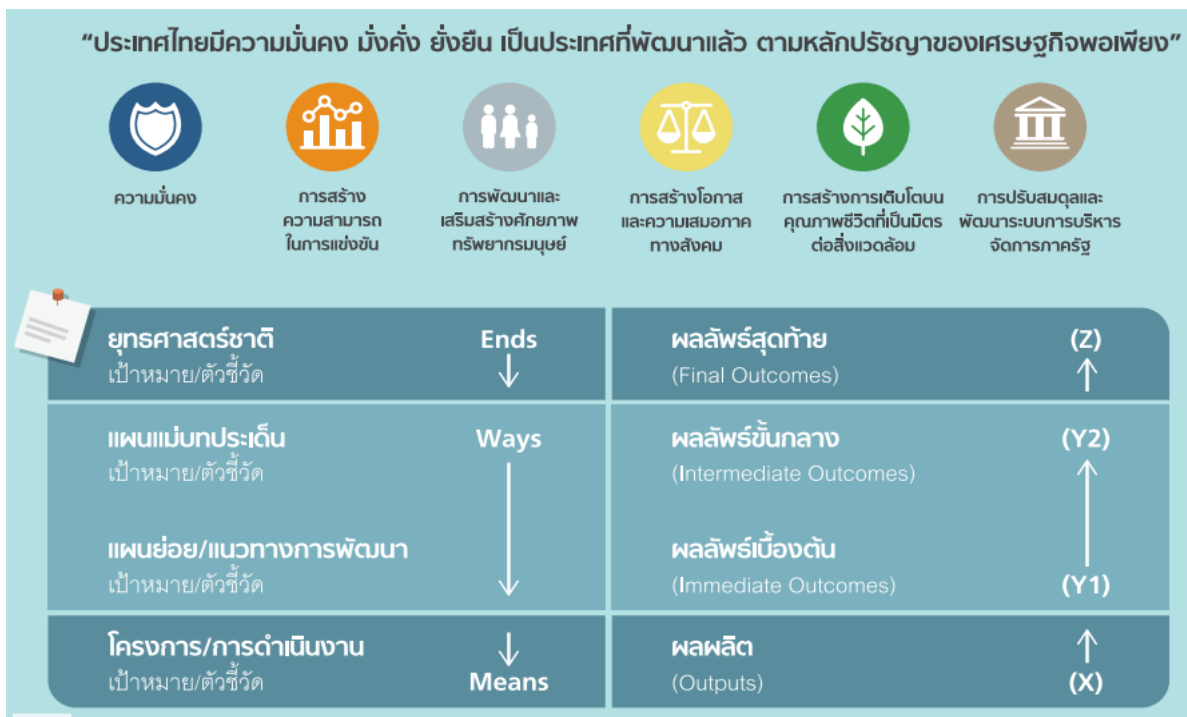 “ประเทศไทยมีความมั่นคง มั่งคั่ง ยั่งยืน เป็นประเทศที่พัฒนาแล้ว ตามหลักปรัชญาของเศรษฐกิจพอเพียง”
ความมั่นคง
การสร้าง
ความสามารถ
ในการแข่งขัน
การพัฒนาและ
เสริมสร้างศักยภาพ
ทรัพยากรมนุษย์
การสร้างโอกาส
และความเสมอภาค
ทางสังคม
การสร้างการเติบโตบน
คุณภาพชีวิตที่เป็นมิตร
ต่อสิ่งแวดล้อม
การปรับสมดุลและ
พัฒนาระบบการบริหาร
จัดการภาครัฐ
ยุทธศาสตร์ชาติ Ends
เป้าหมาย/ตัวชี้วัด
ผลลัพธ์สุดท้าย (Z)
(Final Outcomes)
แผนแม่บทประเด็น Ways
เป้าหมาย/ตัวชี้วัด
ผลลัพธ์ขั้นกลาง (Y2)
(Intermediate Outcomes)
แผนย่อย/แนวทางการพัฒนา
เป้าหมาย/ตัวชี้วัด
ผลลัพธ์เบื้องต้น
(Immediate Outcomes) (Y1)
โครงการ/การดำเนินงาน
เป้าหมาย/ตัวชี้วัด Means
ผลผลิต
(Outputs) (X)